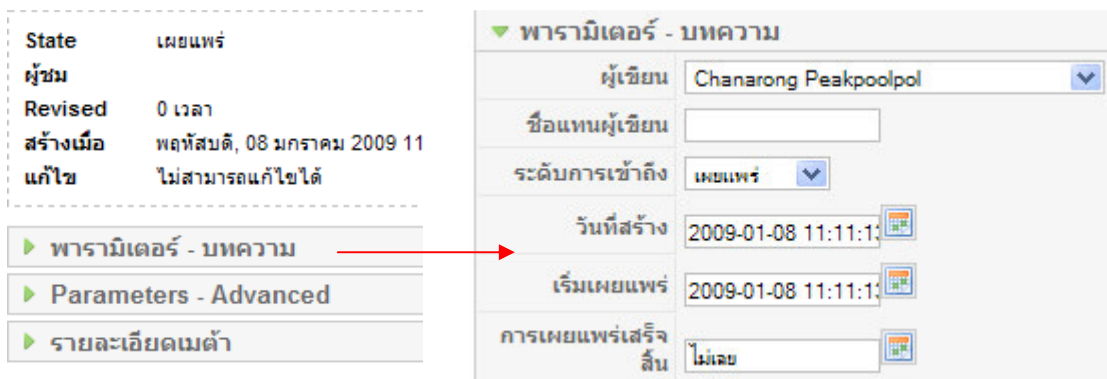 State เผยแพร่
ผู้ชม
Revised 0 เวลา
สร้างเมื่อ พฤหัสบดี, 08 มกราคม 2009 11
แก้ไข ไม่สามารถแก้ไขได้
พารามิเตอร์ - บทความ
Parameters - Advanced
รายละเอียดเมต้า
พารามิเตอร์ - บทความ
ผู้เขียน Chanarong Peakpoolpol
ชื่อแทนผู้เขียน
ระดับการเข้าถึง เผยแพร่
วันที่สร้าง 2009-01-08 11:11:13
เริ่มเผยแพร่ 2009-01-08 11:11:13
การเผยแพร่เสร็จ
สิ้น ไม่เลย